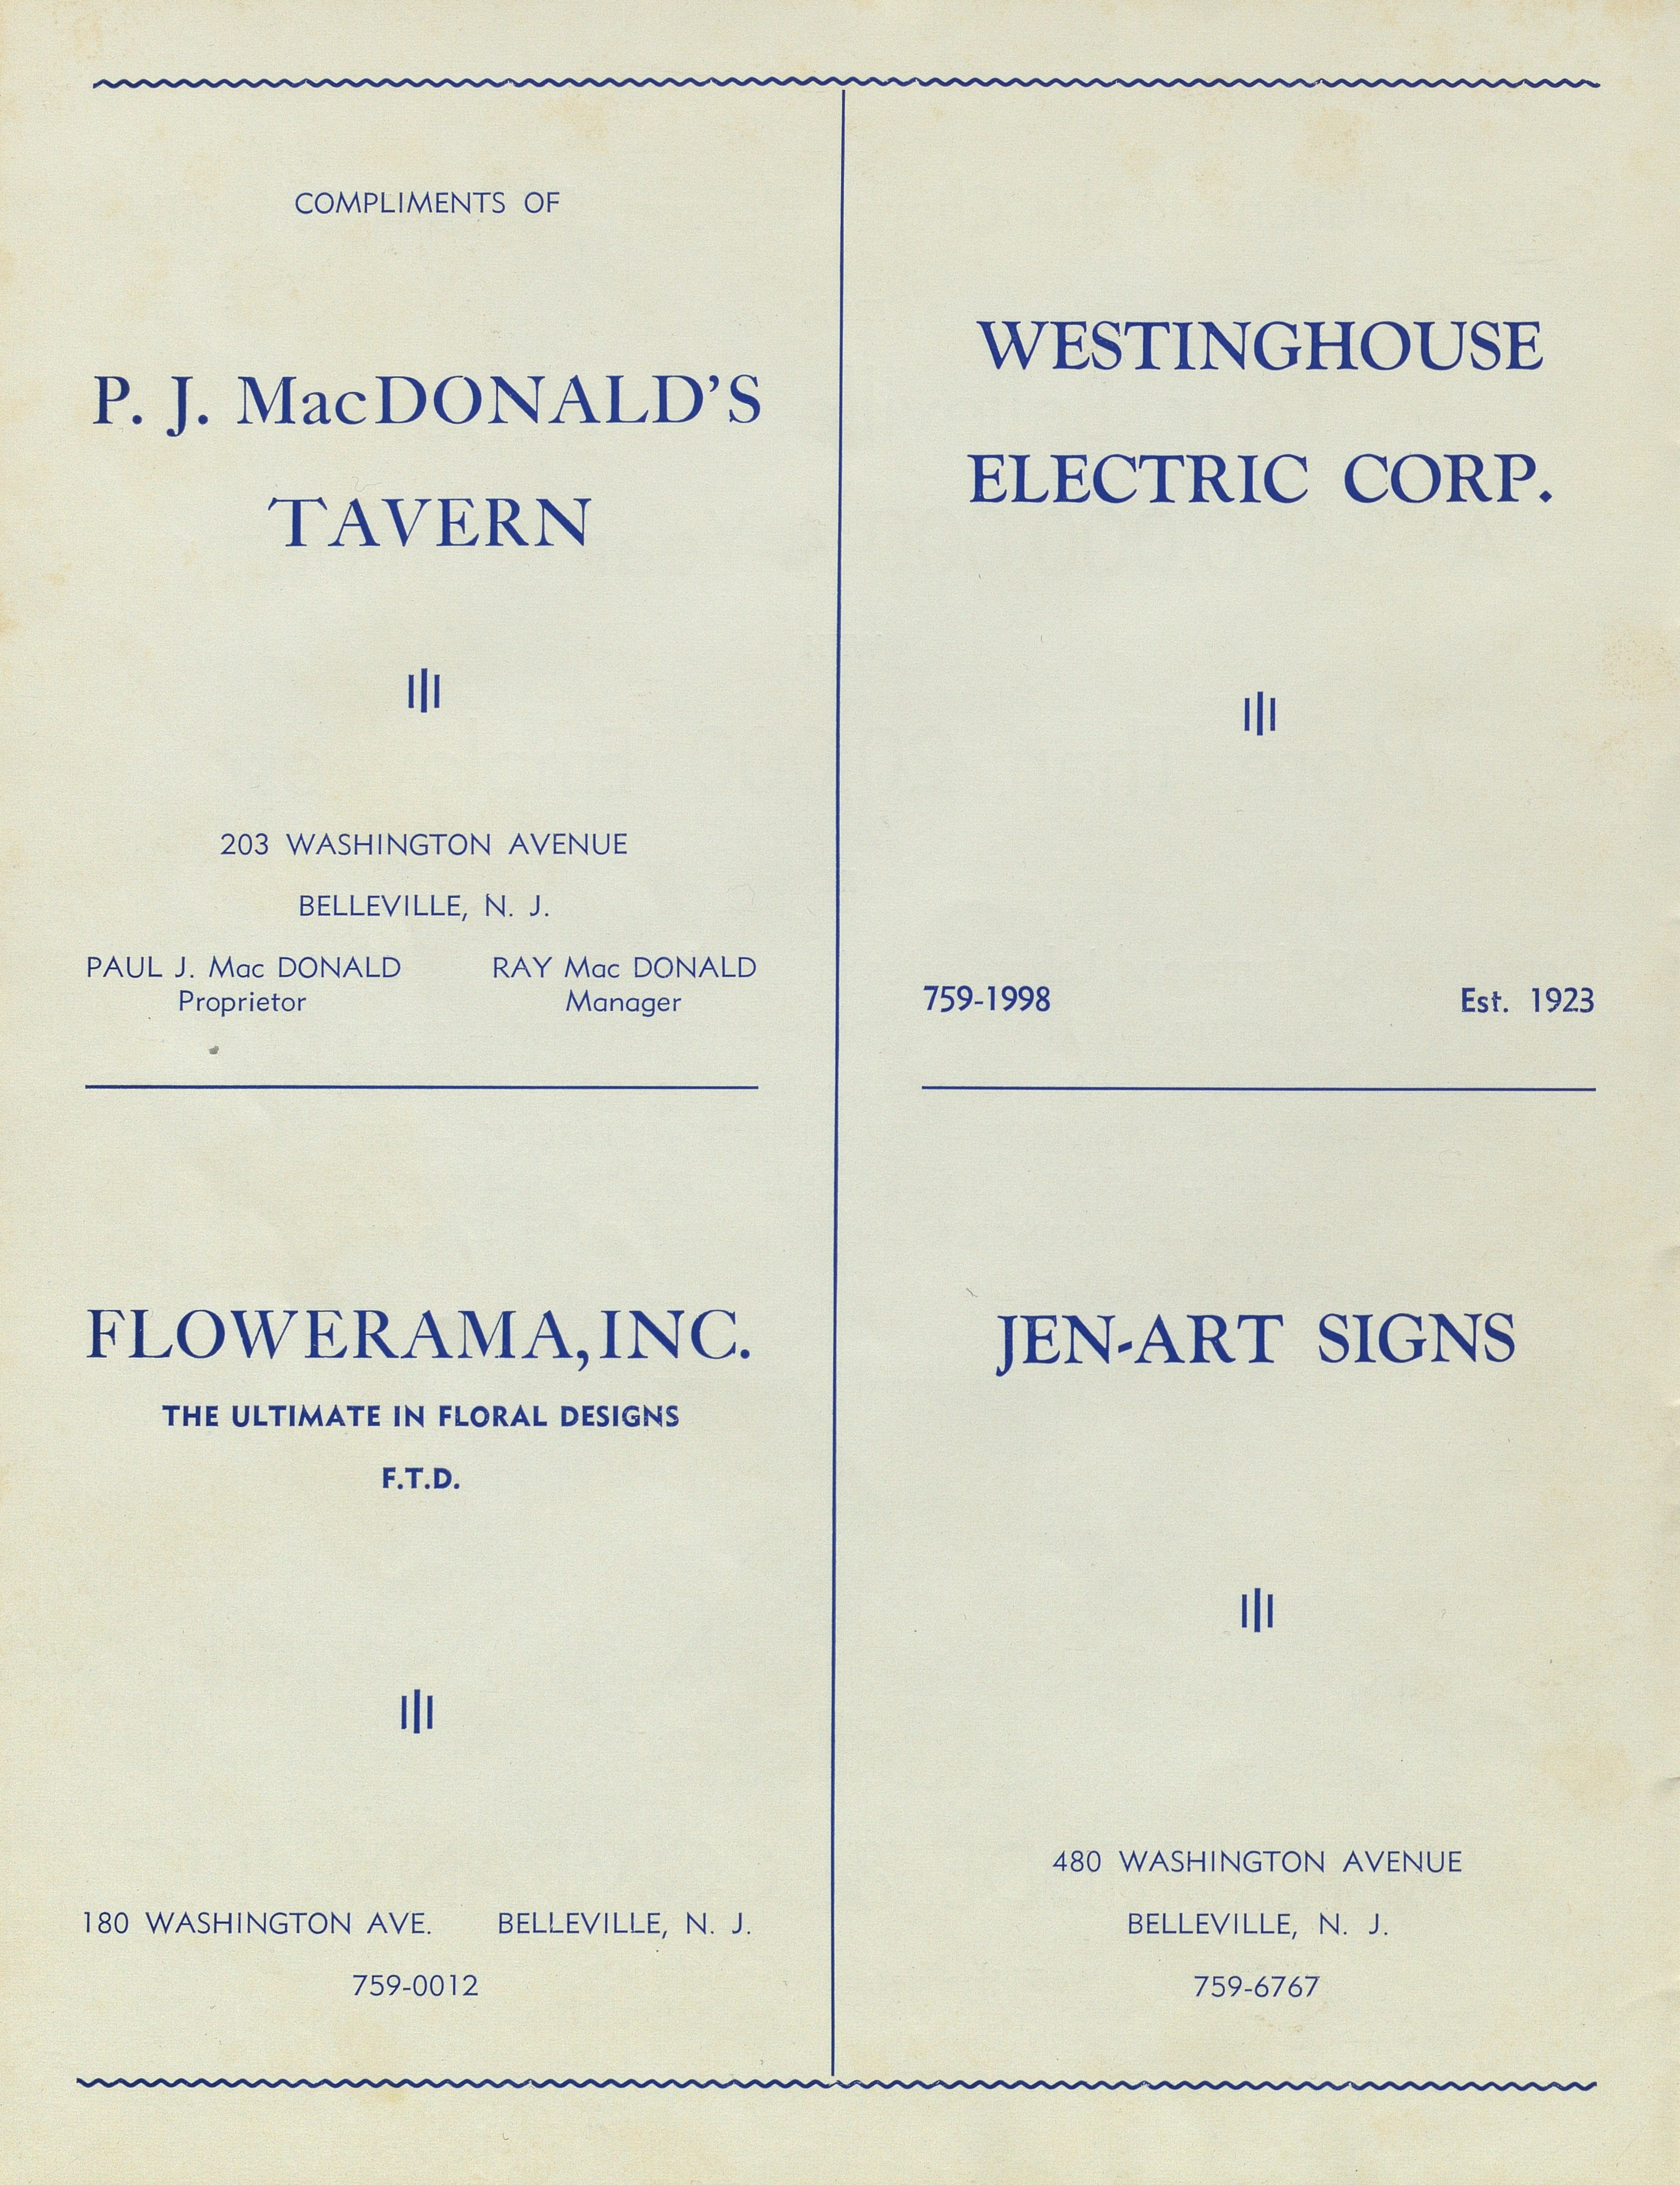 COMPLIMENTS OF
P. J. MacDONALD'S
TAVERN
203 WASHINGTON AVENUE
BELLEVILLE, N. J.
PAUL J. Mac DONALD RAY Mac DONALD
Proprietor Manager
WESTINGHOUSE
ELECTRIC CORP.
759-1998 Est. 1923
FLOWERAMA, INC.
THE ULTIMATE IN FLORAL DESIGNS
F.T.D.
180 WASHINGTON AVE. BELLEVILLE, N. J.
759-0012
JEN-ART SIGNS
480 WASHINGTON AVENUE
BELLEVILLE, N. J.
759-6767